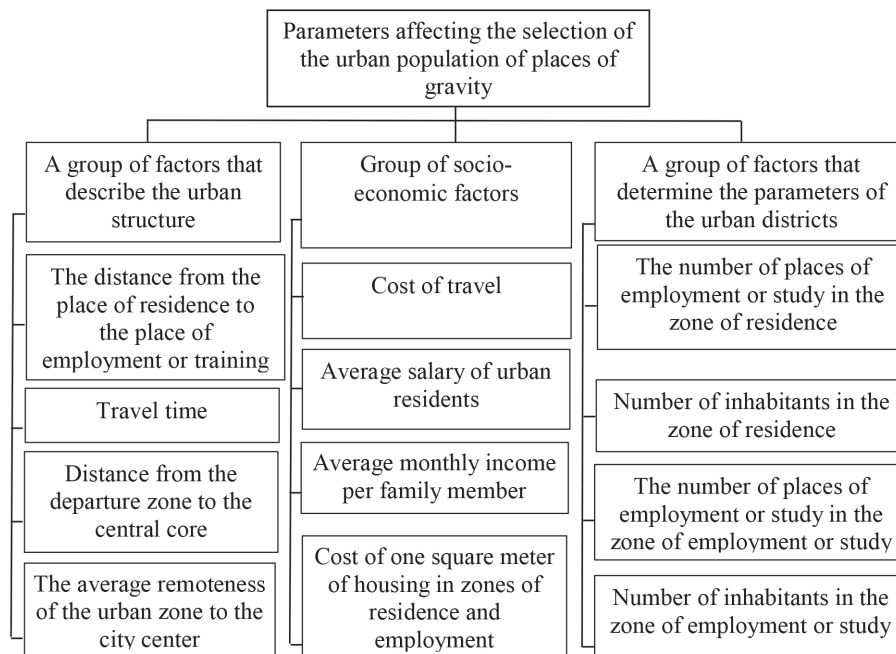 Parameters affecting the selection of
the urban population of places of
gravity
A group of factors that
describe the urban
structure
The distance from the
place of residence to
the place of
employment or training
Travel time
Distance from the
departure zone to the
central core
The average remoteness
of the urban zone to the
city center
Group of socio-
economic factors
Cost of travel
Average salary of urban
residents
Average monthly income
per family member
Cost of one square meter
of housing in zones of
residence and
employment
A group of factors that
determine the parameters of
the urban districts
The number of places of
employment or study in the
zone of residence
Number of inhabitants in the
zone of residence
The number of places of
employment or study in the
zone of employment or study
Number of inhabitants in the
zone of employment or study